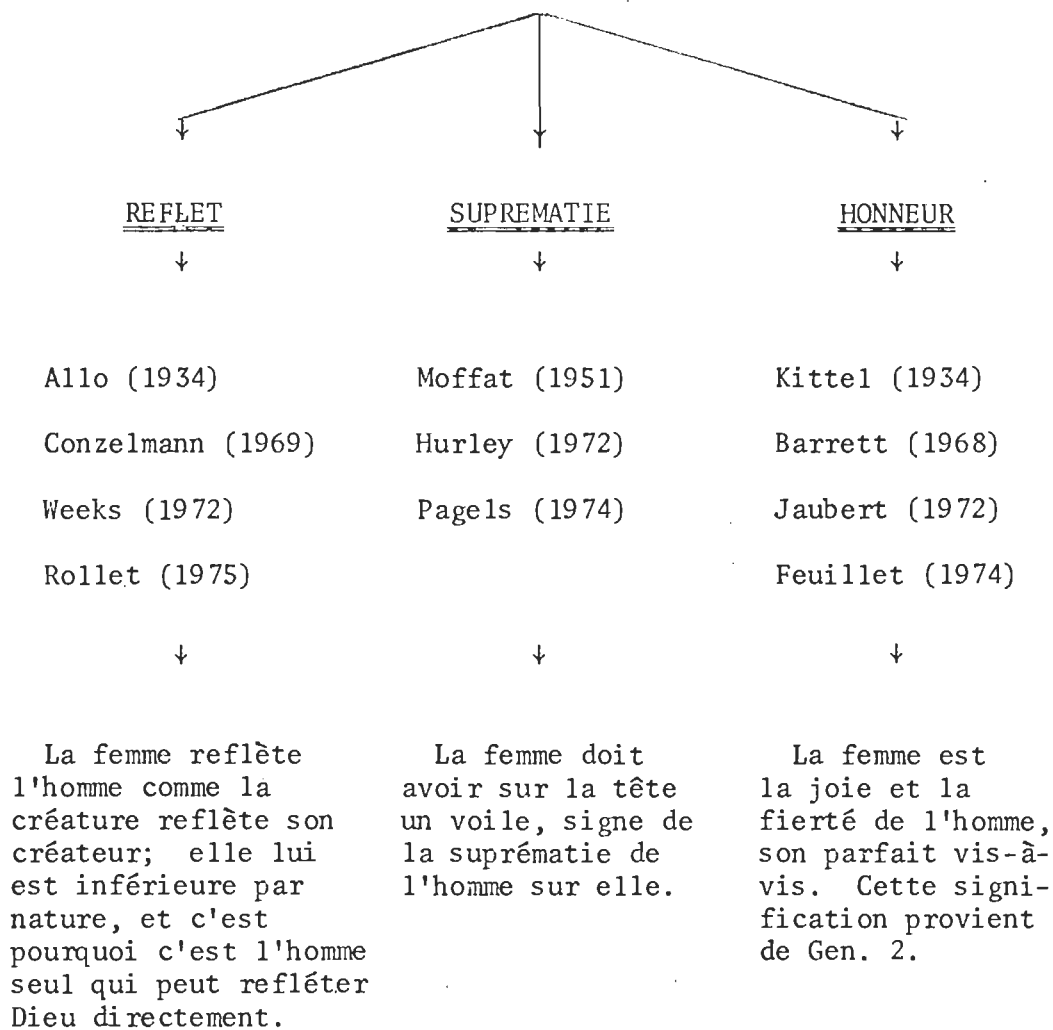 REFLET
SUPREMATIE
HONNEUR
Allo (1934)
Conzelmann (1969)
Weeks (1972)
Rollet (1975)
Moffat (1951)
Hurley (1972)
Pagels (1974)
Kittel (1934)
Barrett (1968)
Jaubert (1972)
Feuillet (1974)
La femme reflète
l'homme comme la
créature reflète son
créateur; elle lui
est inférieure par
nature, et c'est
pourquoi c'est l'homme
seul qui peut refléter
Dieu directement.
La femme doit
avoir sur la tête
un voile, signe de
la suprématie de
l'homme sur elle.
La femme est
la joie et la
fierté de l'homme,
son parfait vis-à-
vis. Cette signi-
fication provient
de Gen. 2.